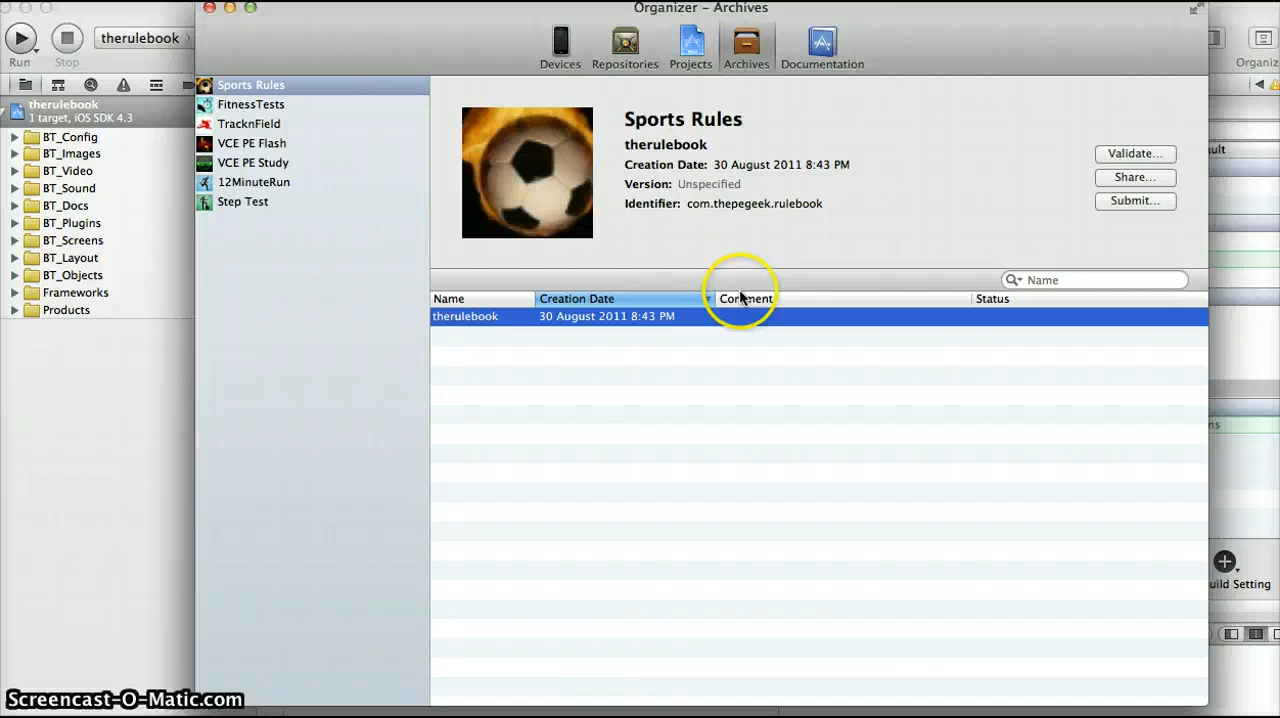 Organizer – Archives
Run
Stop
therulebook
Devices
Repositories
Projects
Archives
Documentation
Organiz
therulebook
1 target, iOS SDK 4.3
BT_Config
BT_Images
BT_Video
BT_Sound
BT_Docs
BT_Plugins
BT_Screens
BT_Layout
BT_Objects
Frameworks
Products
Sports Rules
FitnessTests
TracknField
VCE PE Flash
VCE PE Study
12MinuteRun
Step Test
Sports Rules
therulebook
Creation Date: 30 August 2011 8:43 PM
Version: Unspecified
Identifier: com.thepegeek.rulebook
Validate...
Share...
Submit...
Name
Name Creation Date Comment Status
therulebook 30 August 2011 8:43 PM
ault
ns
uild Setting
Screencast-O-Matic.com